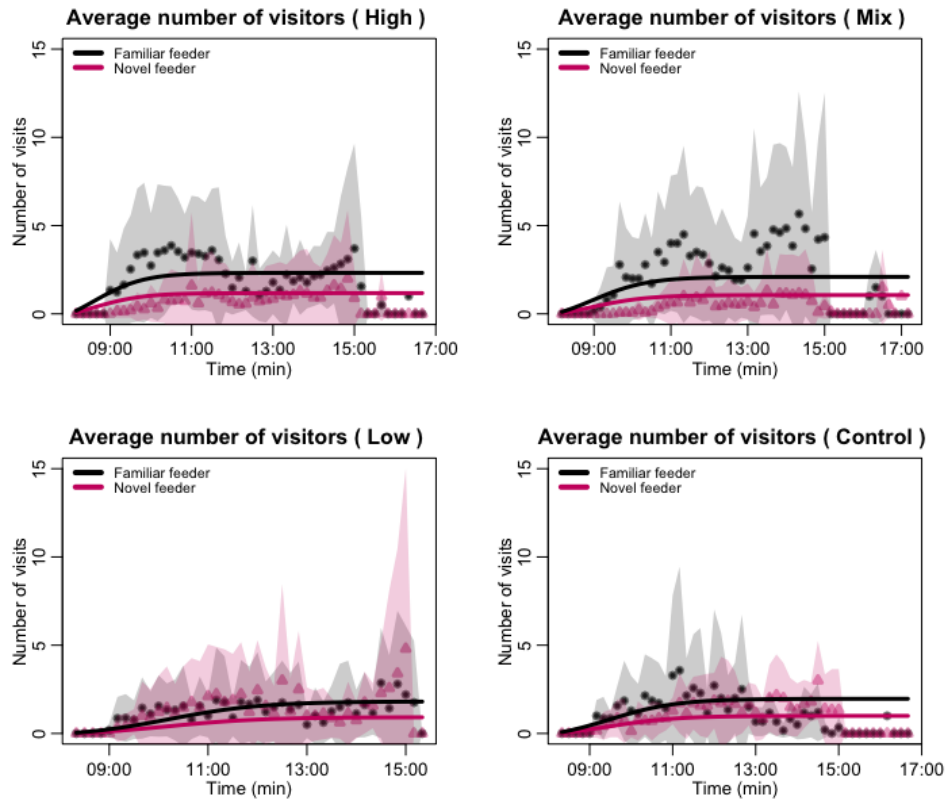 Average number of visitors ( High )
Familiar feeder
Novel feeder
Number of visits
15
10
5
0
09:00 11:00 13:00 15:00 17:00
Time (min)
Average number of visitors ( Mix )
Familiar feeder
Novel feeder
Number of visits
15
10
5
0
09:00 11:00 13:00 15:00 17:00
Time (min)
Average number of visitors ( Low )
Familiar feeder
Novel feeder
Number of visits
15
10
5
0
09:00 11:00 13:00 15:00
Time (min)
Average number of visitors ( Control )
Familiar feeder
Novel feeder
Number of visits
15
10
5
0
09:00 11:00 13:00 15:00 17:00
Time (min)